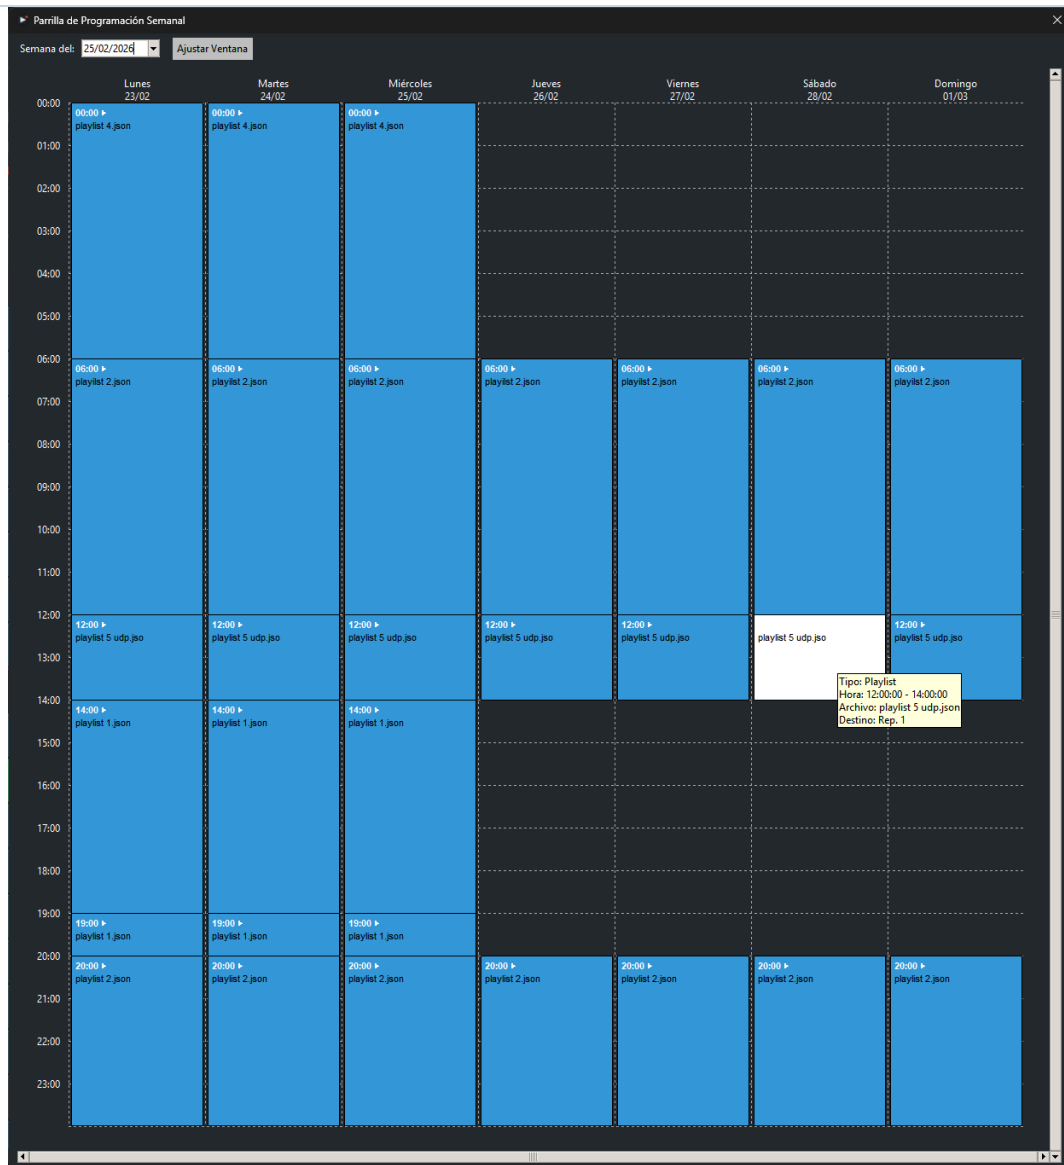 Parrilla de Programación Semanal
Semana del: 25/02/2026 Ajustar Ventana
Lunes Martes Miércoles Jueves Viernes Sábado Domingo
23/02 24/02 25/02 26/02 27/02 28/02 01/03
00:00
00:00 00:00 00:00
playlist 4.json playlist 4.json playlist 4.json
01:00
02:00
03:00
04:00
05:00
06:00
06:00 06:00 06:00 06:00 06:00 06:00 06:00
playlist 2.json playlist 2.json playlist 2.json playlist 2.json playlist 2.json playlist 2.json playlist 2.json
07:00
08:00
09:00
10:00
11:00
12:00
12:00 12:00 12:00 12:00 12:00 12:00
playlist 5 udp.jso playlist 5 udp.jso playlist 5 udp.jso playlist 5 udp.jso playlist 5 udp.jso playlist 5 udp.jso playlist 5 udp.jso
13:00
Tipo: Playlist
Hora: 12:00:00 - 14:00:00
Archivo: playlist 5 udp.json
Destino: Rep. 1
14:00
14:00 14:00 14:00
playlist 1.json playlist 1.json playlist 1.json
15:00
16:00
17:00
18:00
19:00
19:00 19:00 19:00
playlist 1.json playlist 1.json playlist 1.json
20:00
20:00 20:00 20:00 20:00 20:00 20:00 20:00
playlist 2.json playlist 2.json playlist 2.json playlist 2.json playlist 2.json playlist 2.json playlist 2.json
21:00
22:00
23:00